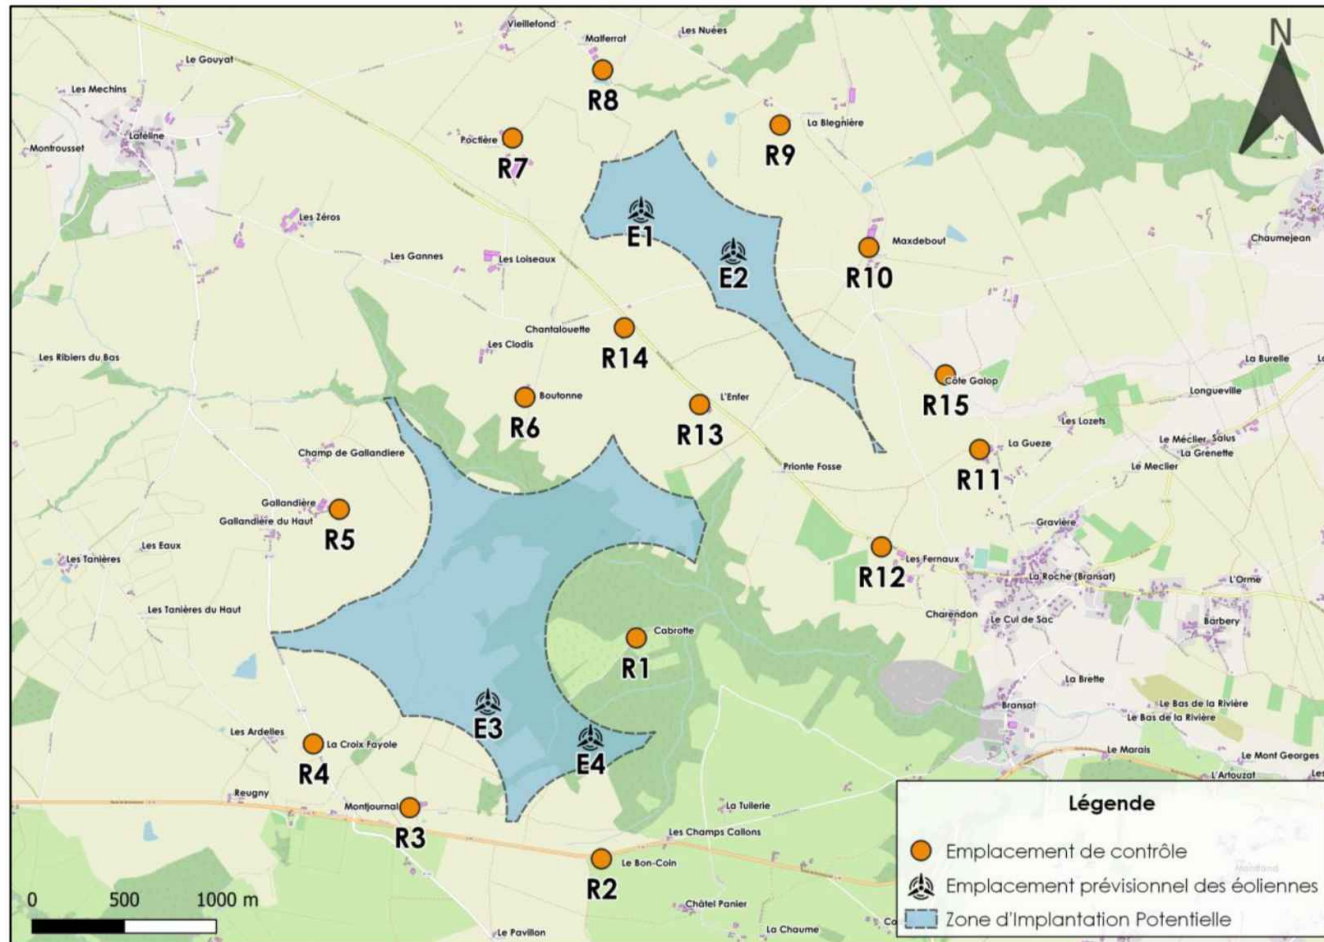 Vieillefond
Les Nuées
Malferrat
N
Le Gouyat
R8
Les Mechins
La Blegnière
Lafeline
Poctière
R9
Montrousset
R7
Les Zéros
E1
Chaumejean
Maxdebout
Les Gannes
Les Loiseaux
E2
R10
Chantalouette
R14
Les Clodis
Les Ribiers du Bas
La Burelle
Côte Galop
Longueville
Boutonne
L'Enfer
R15
R6
R13
Les Lozets
La Gueze
Le Méclier
Salus
La Grenette
Champ de Gallandiere
Prionte Fosse
R11
Le Meclier
Gallandière
Gallandière du Haut
R5
Gravière
Les Eaux
Les Tanières
R12
Les Fernaux
La Roche (Bransat)
L'Orme
Les Tanières du Haut
Charendon
Le Cul de Sac
Barbery
Cabrotte
R1
La Brette
Bransat
Le Bas de la Rivière
Le Bas de la Rivière
E3
Les Ardelles
La Croix Fayole
E4
Le Marais
Le Mont Georges
R4
L'Artouzat
Reugny
Montjournal
La Tuilerie
R3
Les Champs Callons
Le Bon-Coin
R2
Châtel Panier
La Chaume
Le Pavillon
0 500 1000 m
Légende
Emplacement de contrôle
Emplacement prévisionnel des éoliennes
Zone d'Implantation Potentielle